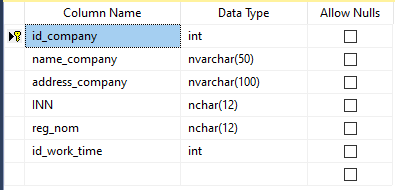 Column Name Data Type Allow Nulls
id_company int
name_company nvarchar(50)
address_company nvarchar(100)
INN nchar(12)
reg_nom nchar(12)
id_work_time int